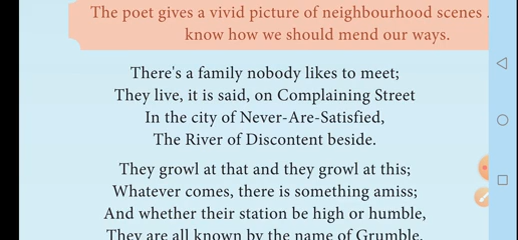 The poet gives a vivid picture of neighbourhood scenes .
know how we should mend our ways.
There's a family nobody likes to meet;
They live, it is said, on Complaining Street
In the city of Never-Are-Satisfied,
The River of Discontent beside.
They growl at that and they growl at this;
Whatever comes, there is something amiss;
And whether their station be high or humble,
They are all known by the name of Grumble.